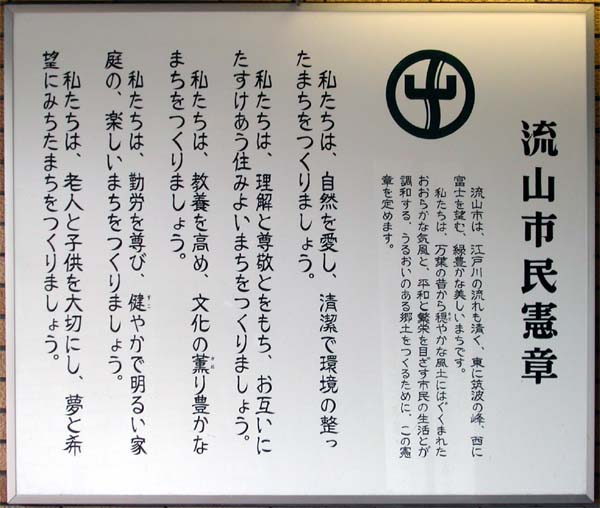 流山市民憲章
流山市は、江戸川の流れも清く、東に筑波の峰、西に
富士を望む、緑豊かな美しいまちです。
私たちは、万葉の昔から穏やかな風土にはぐくまれた
おおらかな気風と、平和と繁栄を目ざす市民の生活とが
調和する、うるおいのある郷土をつくるために、この憲
章を定めます。
私たちは、自然を愛し、清潔で環境の整っ
たまちをつくりましょう。
私たちは、理解と尊敬とをもち、お互いに
たすけあう住みよいまちをつくりましょう。
私たちは、教養を高め、文化の薫り豊かな
まちをつくりましょう。
私たちは、勤労を尊び、健やかで明るい家
庭の、楽しいまちをつくりましょう。
私たちは、老人と子供を大切にし、夢と希
望にみちたまちをつくりましょう。